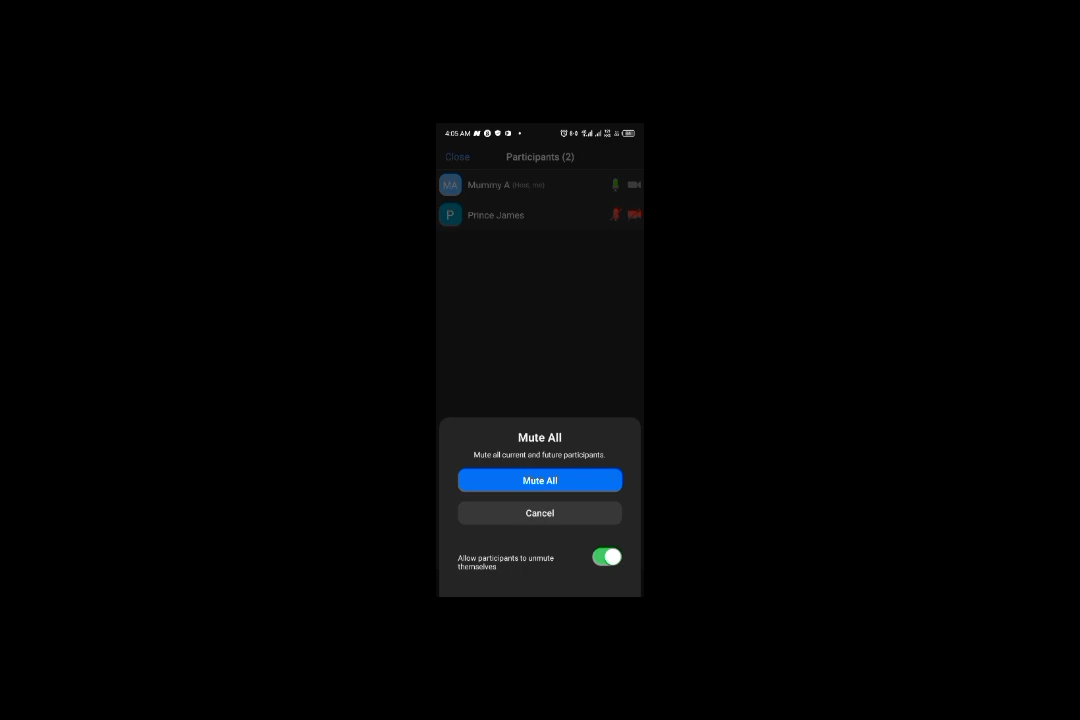 4:05 AM
Close Participants (2)
MA Mummy A (Host, me)
P Prince James
Mute All
Mute all current and future participants.
Mute All
Cancel
Allow participants to unmute
themselves